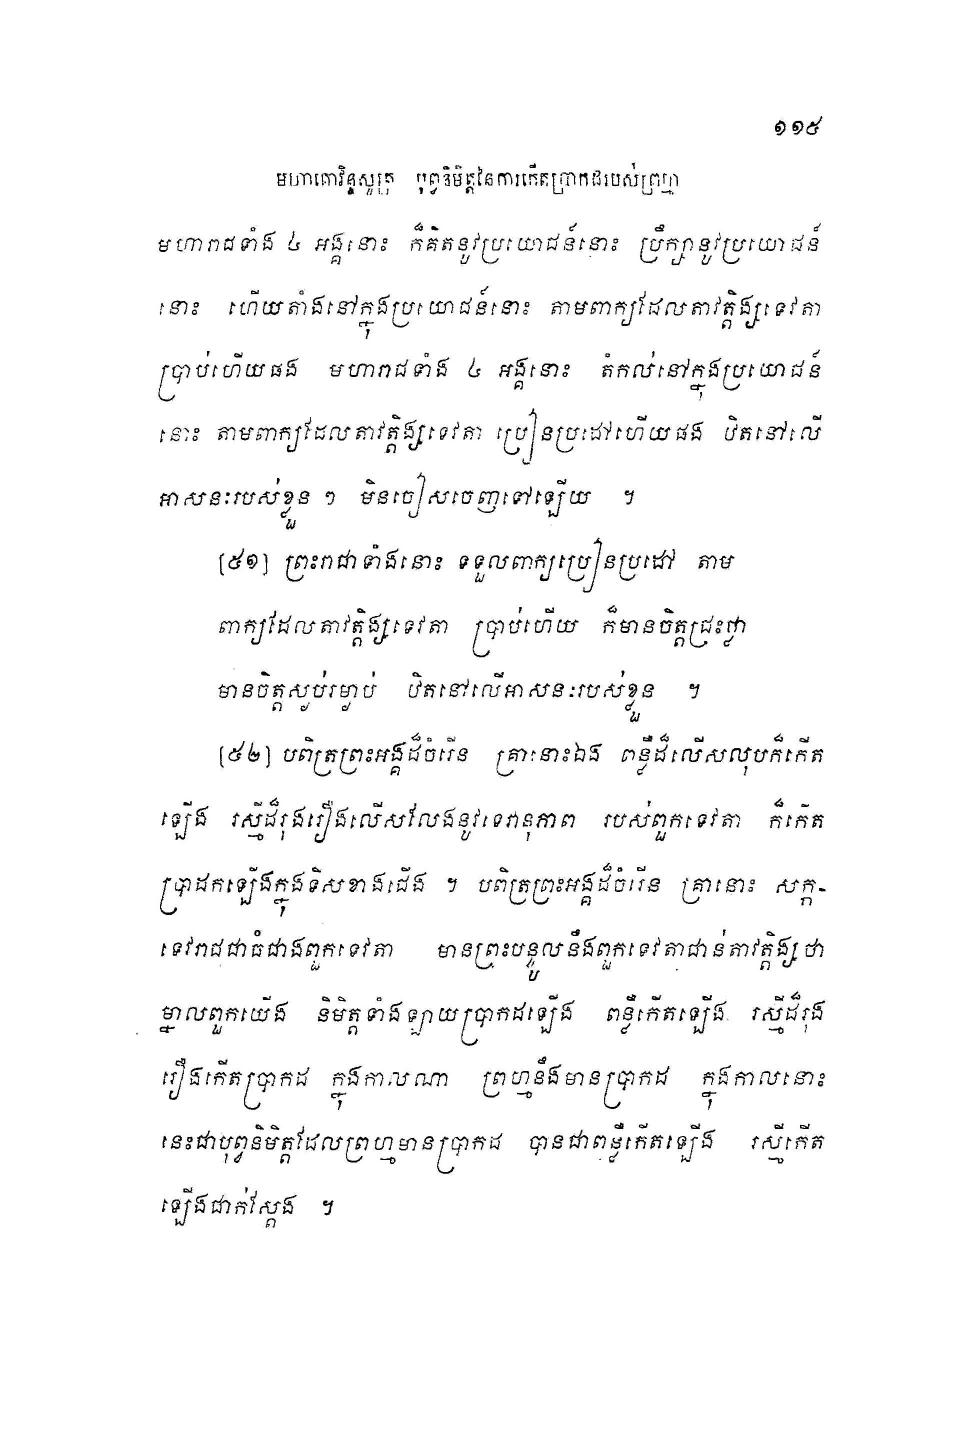 ១១៥
មហាគោវិន្ទសូត្រ បុព្វនិមិត្តនៃការកើតប្រាកដរបស់ព្រហ្ម
មហារាជទាំង ៤ អង្គនោះ ក៏គិតនូវប្រយោជន៍នោះ ប្រឹក្សានូវប្រយោជន៍
នោះ ហើយតាំងនៅក្នុងប្រយោជន៍នោះ តាមពាក្យដែលតាវត្តិង្សទេវតា
ប្រាប់ហើយផង មហារាជទាំង ៤ អង្គនោះ តំកល់នៅក្នុងប្រយោជន៍
នោះ តាមពាក្យដែលតាវត្តិង្សទេវតា ប្រៀនប្រដៅហើយផង ឋិតនៅលើ
អាសនៈរបស់ខ្លួន ៗ មិនចៀសចេញទៅឡើយ ។
[៥១] ព្រះរាជាទាំងនោះ ទទួលពាក្យប្រៀនប្រដៅ តាម
ពាក្យដែលតាវត្តិង្សទេវតា ប្រាប់ហើយ ក៏មានចិត្តជ្រះថ្លា
មានចិត្តស្ងប់រម្ងាប់ ឋិតនៅលើអាសនៈរបស់ខ្លួន ។
[៥២] បពិត្រព្រះអង្គដ៏ចំរើន គ្រានោះឯង ពន្លឺដ៏លើសលុបក៏កើត
ឡើង រស្មីដ៏រុងរឿងលើសលែងនូវទេវានុភាព របស់ពួកទេវតា ក៏កើត
ប្រាដកឡើងក្នុងទិសខាងជើង ។ បពិត្រព្រះអង្គដ៏ចំរើន គ្រានោះ សក្ក-
ទេវរាជជាធំជាងពួកទេវតា មានព្រះបន្ទូលនឹងពួកទេវតាជាន់តាវត្តិង្សថា
ម្នាលពួកយើង និមិត្តទាំងឡាយប្រាកដឡើង ពន្លឺកើតឡើង រស្មីដ៏រុង
រឿងកើតប្រាកដ ក្នុងកាលណា ព្រហ្មនឹងមានប្រាកដ ក្នុងកាលនោះ
នេះជាបុព្វនិមិត្តដែលព្រហ្មមានប្រាកដ បានជាពន្លឺកើតឡើង រស្មីកើត
ឡើងជាក់ស្តែង ។